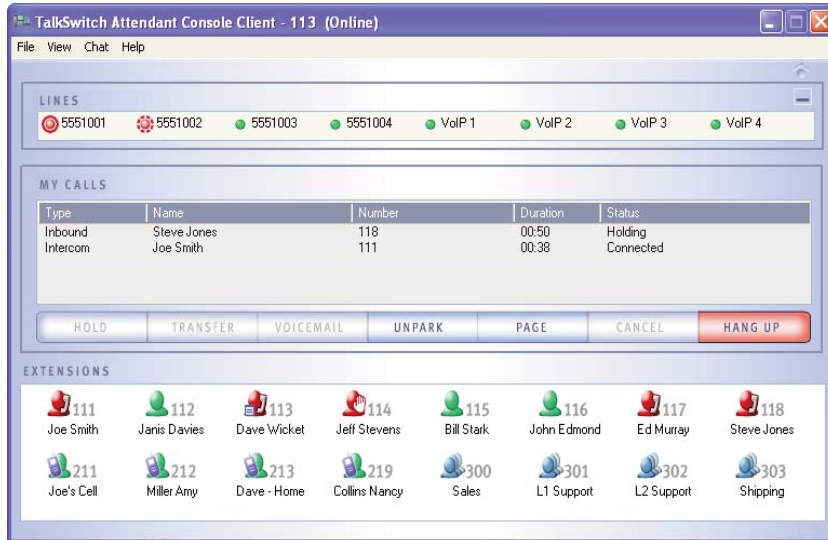 TalkSwitch Attendant Console Client - 113 (Online)
File View Chat Help
LINES
5551001 5551002 5551003 5551004 VoIP 1 VoIP 2 VoIP 3 VoIP 4
MY CALLS
Type Name Number Duration Status
Inbound Steve Jones 118 00:50 Holding
Intercom Joe Smith 111 00:38 Connected
HOLD TRANSFER VOICEMAIL UNPARK PAGE CANCEL HANG UP
EXTENSIONS
111 112 113 114 115 116 117 118
Joe Smith Janis Davies Dave Wicket Jeff Stevens Bill Stark John Edmond Ed Murray Steve Jones
211 212 213 219 300 301 302 303
Joe's Cell Miller Amy Dave - Home Collins Nancy Sales L1 Support L2 Support Shipping